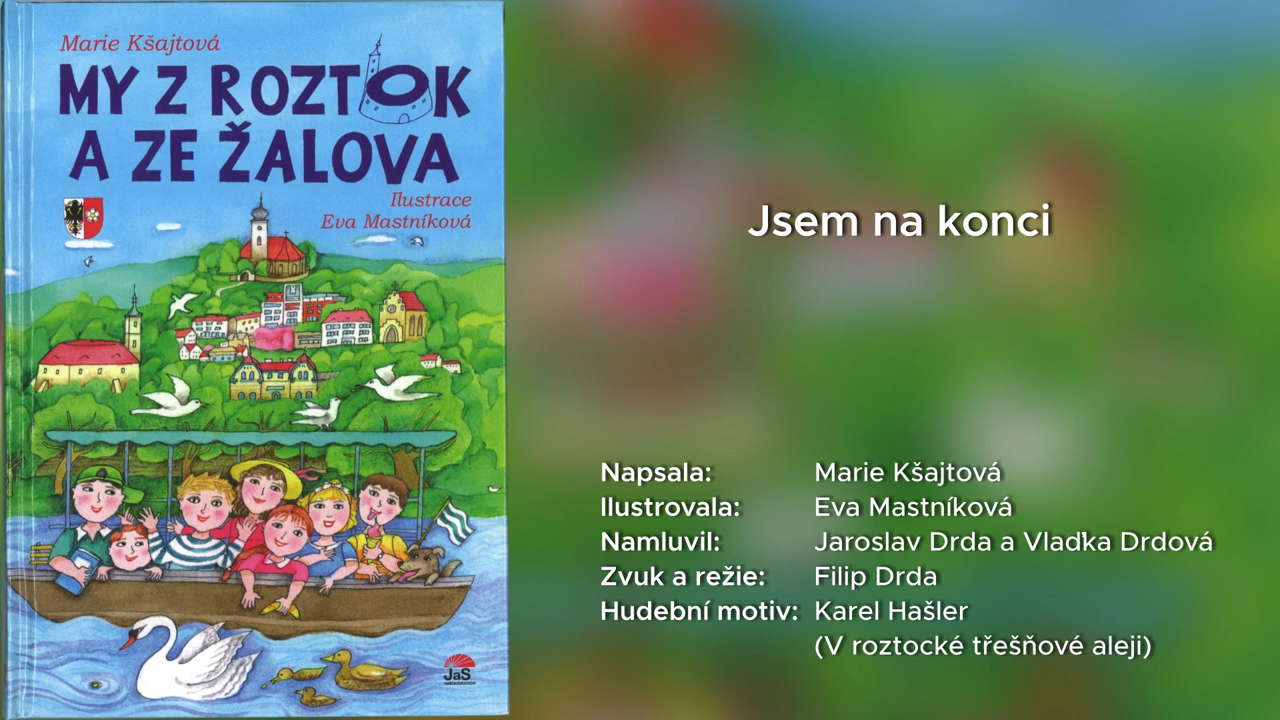 Marie Kšajtová
MY Z ROZTOK
A ZE ŽALOVA
Ilustrace
Eva Mastníková
JaS
nakladatelství
Jsem na konci
Napsala: Marie Kšajtová
Ilustrovala: Eva Mastníková
Namluvil: Jaroslav Drda a Vlaďka Drdová
Zvuk a režie: Filip Drda
Hudební motiv: Karel Hašler
(V roztocké třešňové aleji)